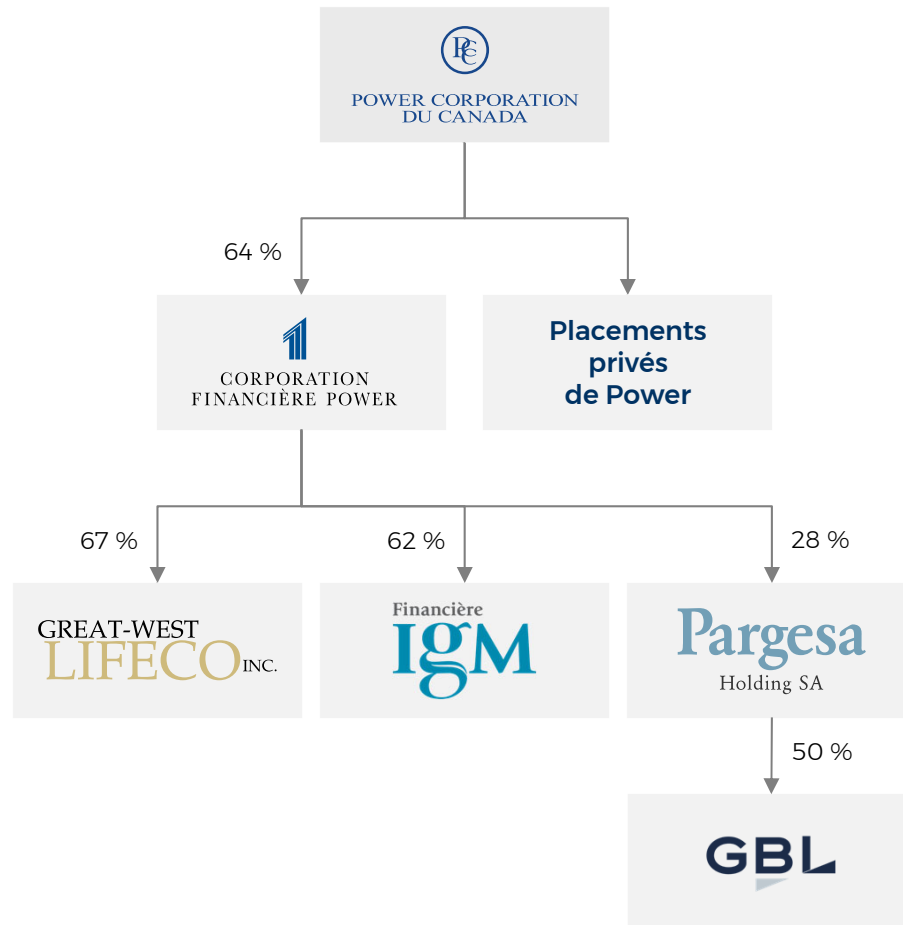 PCC
POWER CORPORATION
DU CANADA
64 %
CORPORATION
FINANCIÈRE POWER
Placements
privés
de Power
67 %
62 %
28 %
GREAT-WEST
LIFECO INC.
Financière
IGM
Pargesa
Holding SA
50 %
GBL